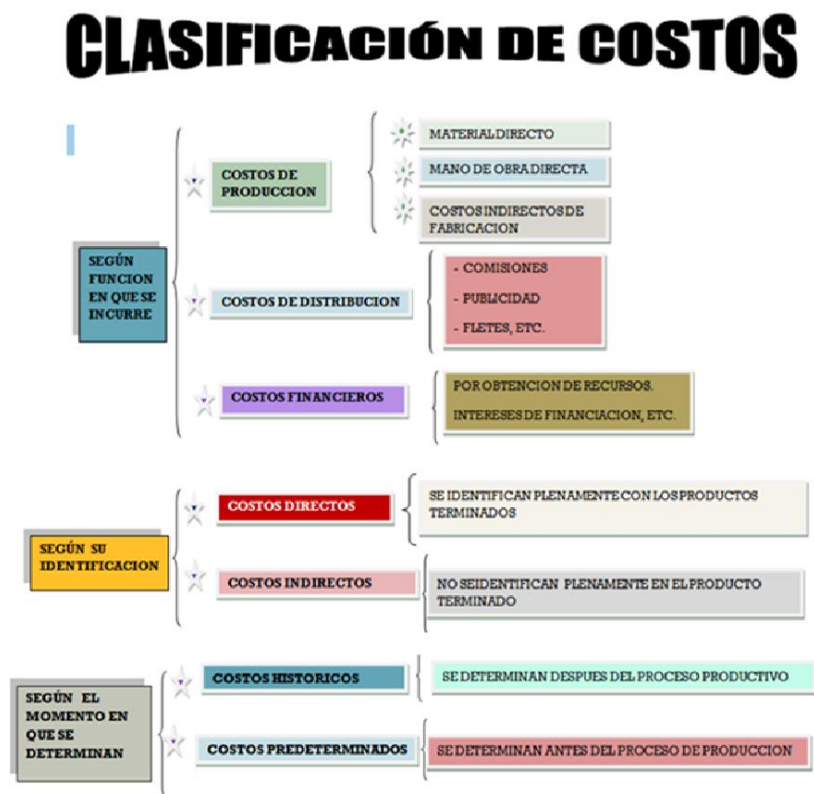 CLASIFICACIÓN DE COSTOS
SEGÚN
FUNCION
EN QUE SE
INCURRE
COSTOS DE
PRODUCCION
MATERIAL DIRECTO
MANO DE OBRA DIRECTA
COSTOS INDIRECTOS DE
FABRICACION
COSTOS DE DISTRIBUCION
- COMISIONES
- PUBLICIDAD
- FLETES, ETC.
COSTOS FINANCIEROS
POR OBTENCION DE RECURSOS.
INTERESES DE FINANCIACION, ETC.
SEGÚN SU
IDENTIFICACION
COSTOS DIRECTOS
SE IDENTIFICAN PLENAMENTE CON LOS PRODUCTOS
TERMINADOS
COSTOS INDIRECTOS
NO SE IDENTIFICAN PLENAMENTE EN EL PRODUCTO
TERMINADO
SEGÚN EL
MOMENTO EN
QUE SE
DETERMINAN
COSTOS HISTORICOS
SE DETERMINAN DESPUES DEL PROCESO PRODUCTIVO
COSTOS PREDETERMINADOS
SE DETERMINAN ANTES DEL PROCESO DE PRODUCCION